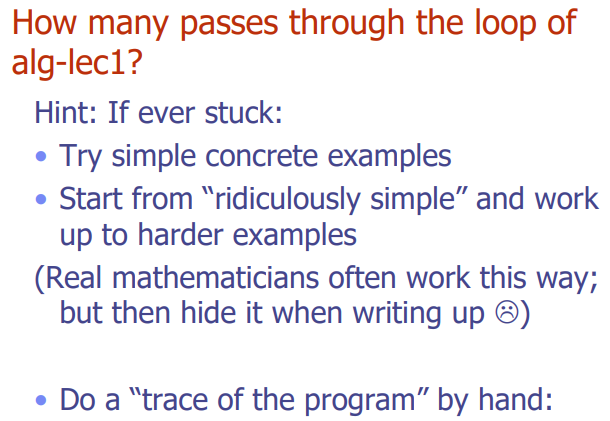 How many passes through the loop of
alg-lec1?
Hint: If ever stuck:
• Try simple concrete examples
• Start from “ridiculously simple” and work
up to harder examples
(Real mathematicians often work this way;
but then hide it when writing up ☹)
• Do a “trace of the program” by hand: